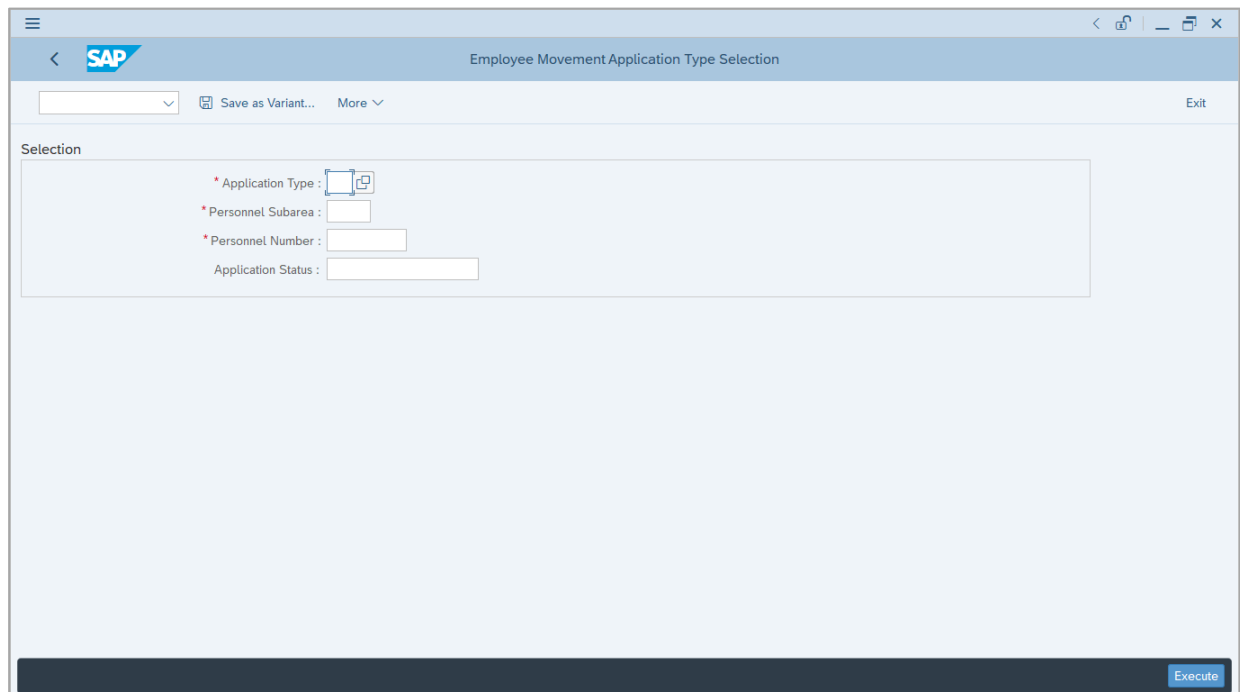 SAP
Employee Movement Application Type Selection
Save as Variant... More Exit
Selection
* Application Type :
* Personnel Subarea :
* Personnel Number :
Application Status :
Execute